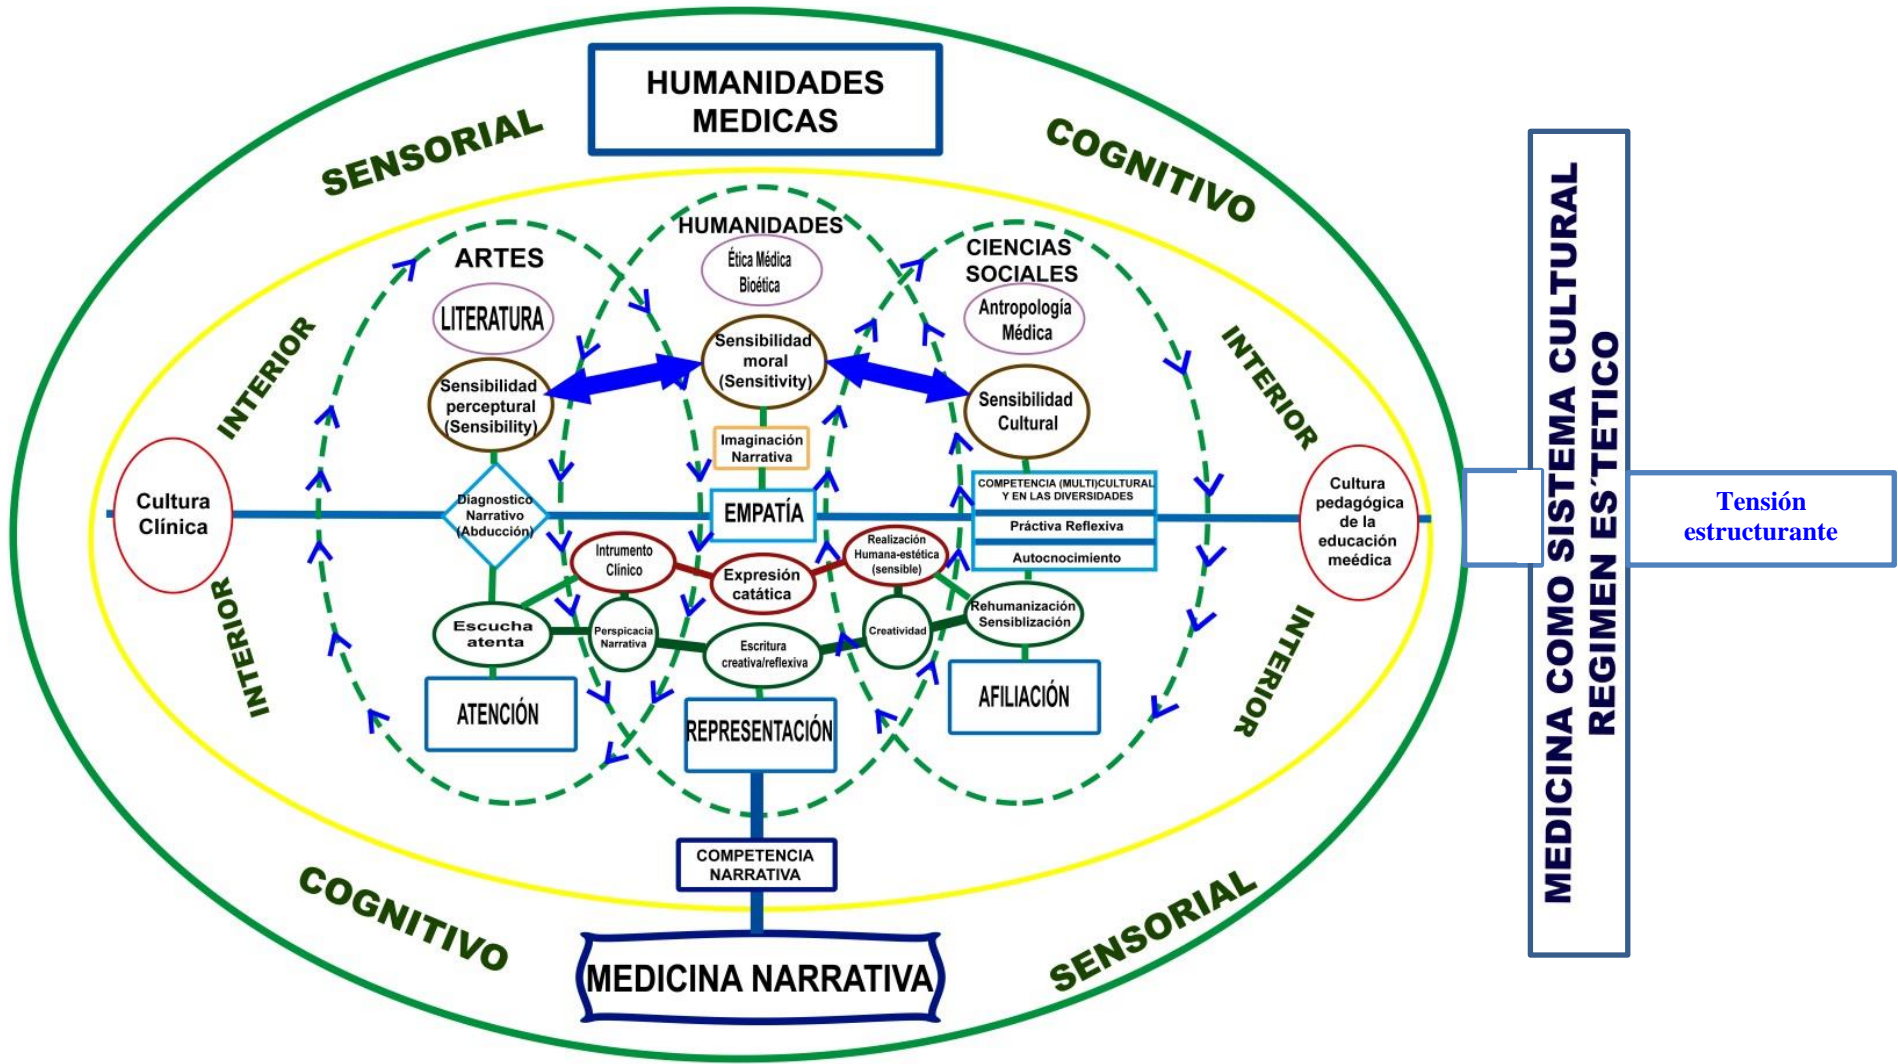 HUMANIDADES
MEDICAS
SENSORIAL
COGNITIVO
HUMANIDADES
Ética Médica
Bioética
ARTES
LITERATURA
CIENCIAS
SOCIALES
Antropología
Médica
INTERIOR
INTERIOR
Sensibilidad
moral
(Sensitivity)
Sensibilidad
perceptural
(Sensibility)
Sensibilidad
Cultural
Imaginación
Narrativa
Cultura
Clínica
Diagnostico
Narrativo
(Abducción)
EMPATÍA
COMPETENCIA (MULTI)CULTURAL
Y EN LAS DIVERSIDADES
Práctiva Reflexiva
Autocnocimiento
Cultura
pedagógica
de la
educación
meédica
Intrumento
Clínico
Expresión
catática
Realización
Humana-estética
(sensible)
Escucha
atenta
Perspicacia
Narrativa
Escritura
creativa/reflexiva
Creatividad
Rehumanización
Sensiblización
INTERIOR
INTERIOR
ATENCIÓN
REPRESENTACIÓN
AFILIACIÓN
COMPETENCIA
NARRATIVA
COGNITIVO
SENSORIAL
MEDICINA NARRATIVA
MEDICINA COMO SISTEMA CULTURAL
REGIMEN ES´TETICO
Tensión
estructurante